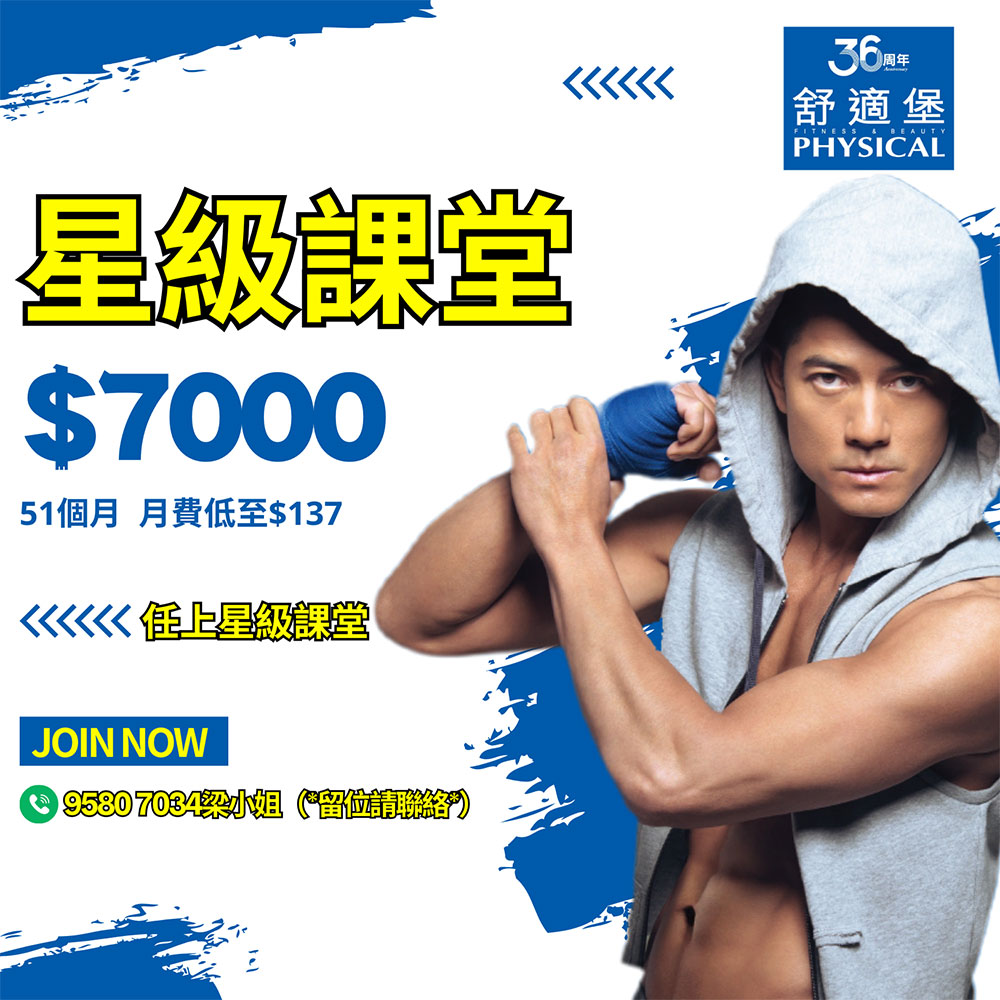 36周年
Anniversary
舒適堡
FITNESS & BEAUTY
PHYSICAL
星級課堂
$7000
51個月 月費低至$137
任上星級課堂
JOIN NOW
9580 7034梁小姐（*留位請聯絡*）